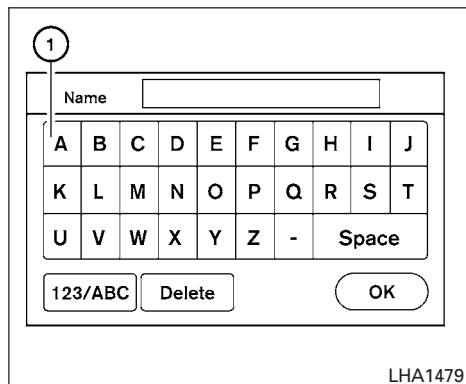 1
Name
A B C D E F G H I J
K L M N O P Q R S T
U V W X Y Z - Space
123/ABC Delete OK
LHA1479